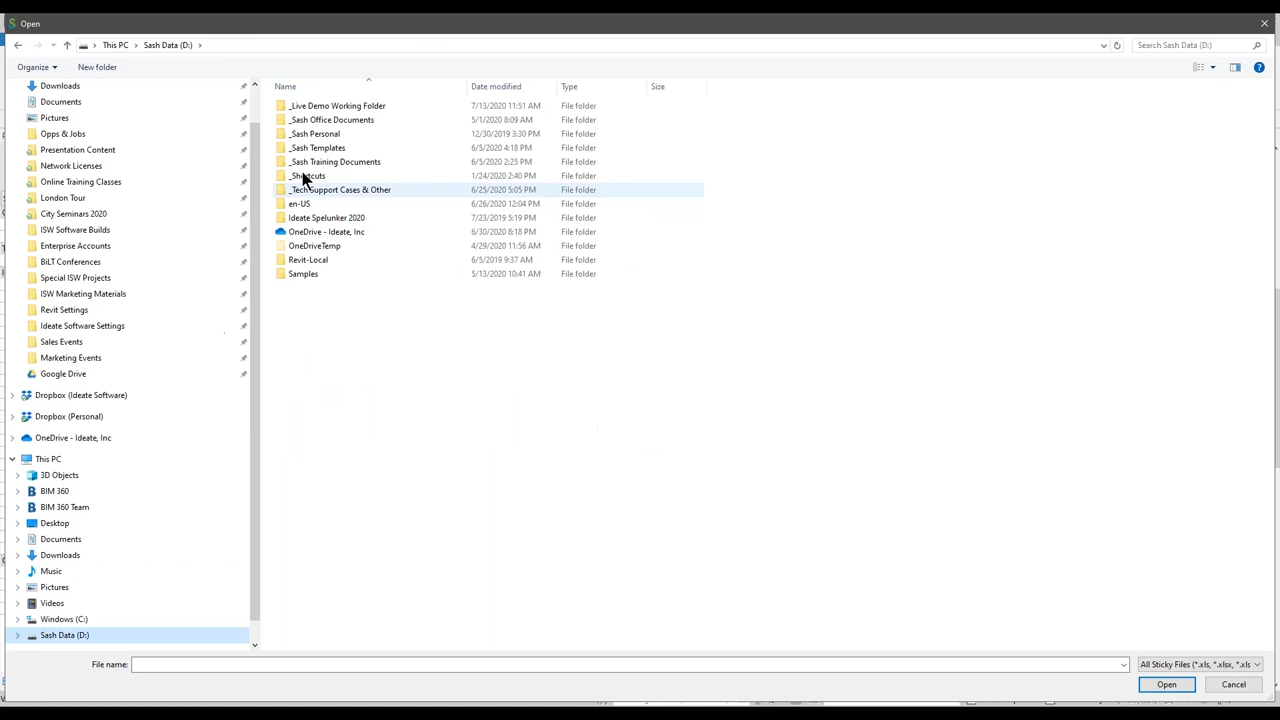 Open
This PC > Sash Data (D:) >
Search Sash Data (D:)
Organize
New folder
Downloads
Documents
Pictures
Opps & Jobs
Presentation Content
Network Licenses
Online Training Classes
London Tour
City Seminars 2020
ISW Software Builds
Enterprise Accounts
BiLT Conferences
Special ISW Projects
ISW Marketing Materials
Revit Settings
Ideate Software Settings
Sales Events
Marketing Events
Google Drive
Dropbox (Ideate Software)
Dropbox (Personal)
OneDrive - Ideate, Inc
This PC
3D Objects
BIM 360
BIM 360 Team
Desktop
Documents
Downloads
Music
Pictures
Videos
Windows (C:)
Sash Data (D:)
Name Date modified Type Size
_Live Demo Working Folder 7/13/2020 11:51 AM File folder
_Sash Office Documents 5/1/2020 8:09 AM File folder
_Sash Personal 12/30/2019 3:30 PM File folder
_Sash Templates 6/5/2020 4:18 PM File folder
_Sash Training Documents 6/5/2020 2:25 PM File folder
_Shortcuts 1/24/2020 2:40 PM File folder
_Tech Support Cases & Other 6/25/2020 5:05 PM File folder
en-US 6/26/2020 12:04 PM File folder
Ideate Spelunker 2020 7/23/2019 5:19 PM File folder
OneDrive - Ideate, Inc 6/30/2020 8:18 PM File folder
OneDriveTemp 4/29/2020 11:56 AM File folder
Revit-Local 6/5/2019 9:37 AM File folder
Samples 5/13/2020 10:41 AM File folder
File name:
All Sticky Files (*.xls, *.xlsx, *.xls
Open
Cancel